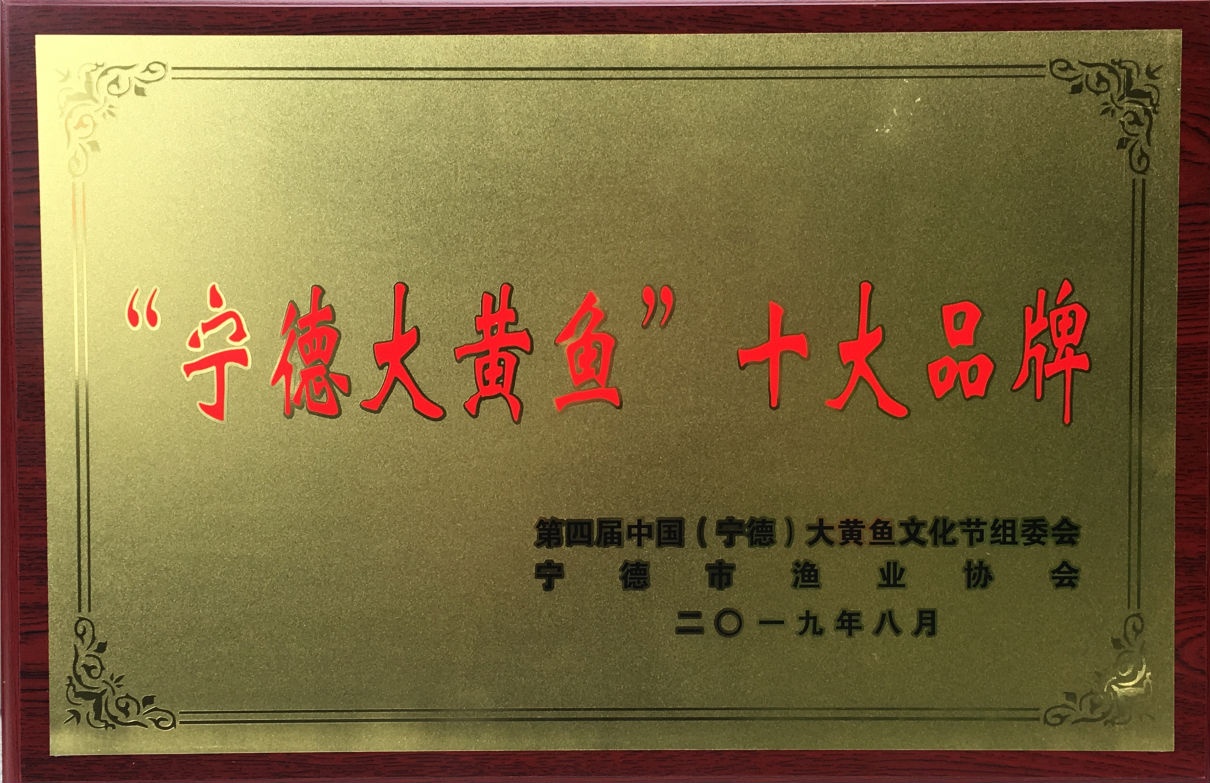 “宁德大黄鱼”十大品牌
第四届中国（宁德）大黄鱼文化节组委会
宁德市渔业协会
二〇一九年八月